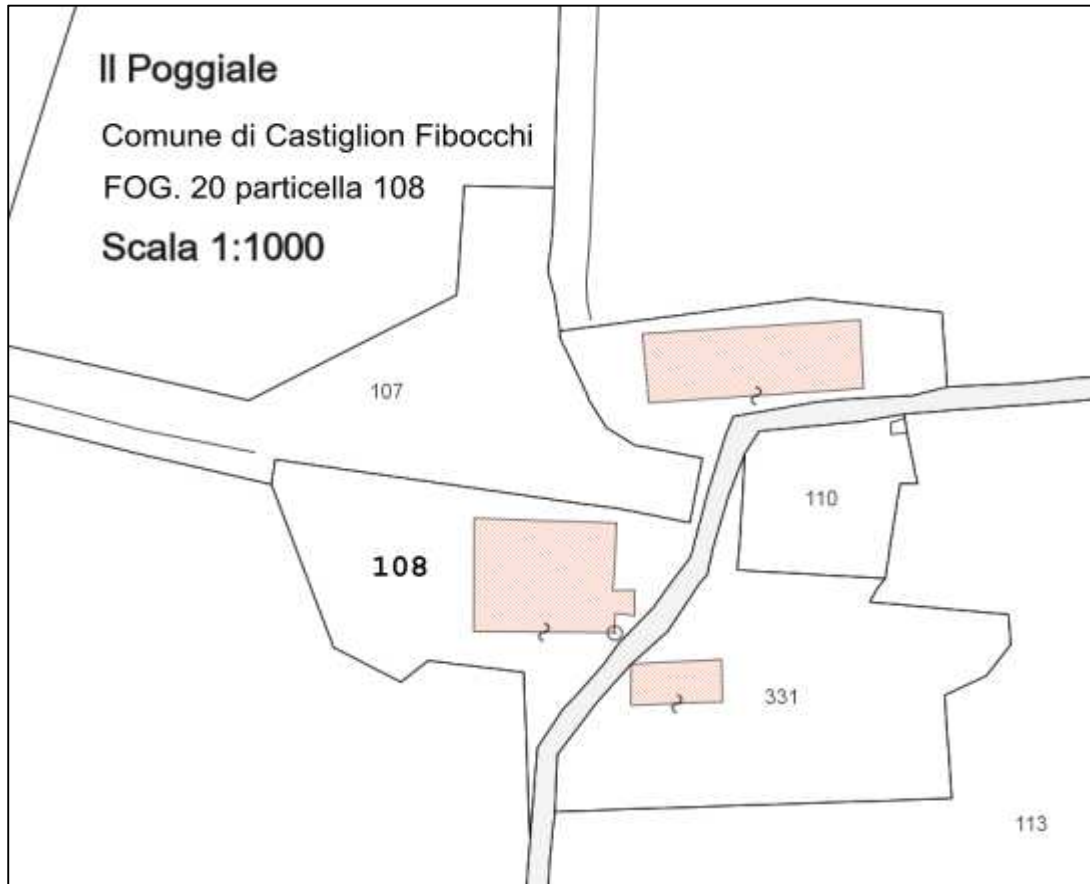 Il Poggiale
Comune di Castiglion Fibocchi
FOG. 20 particella 108
Scala 1:1000
107
110
108
331
113